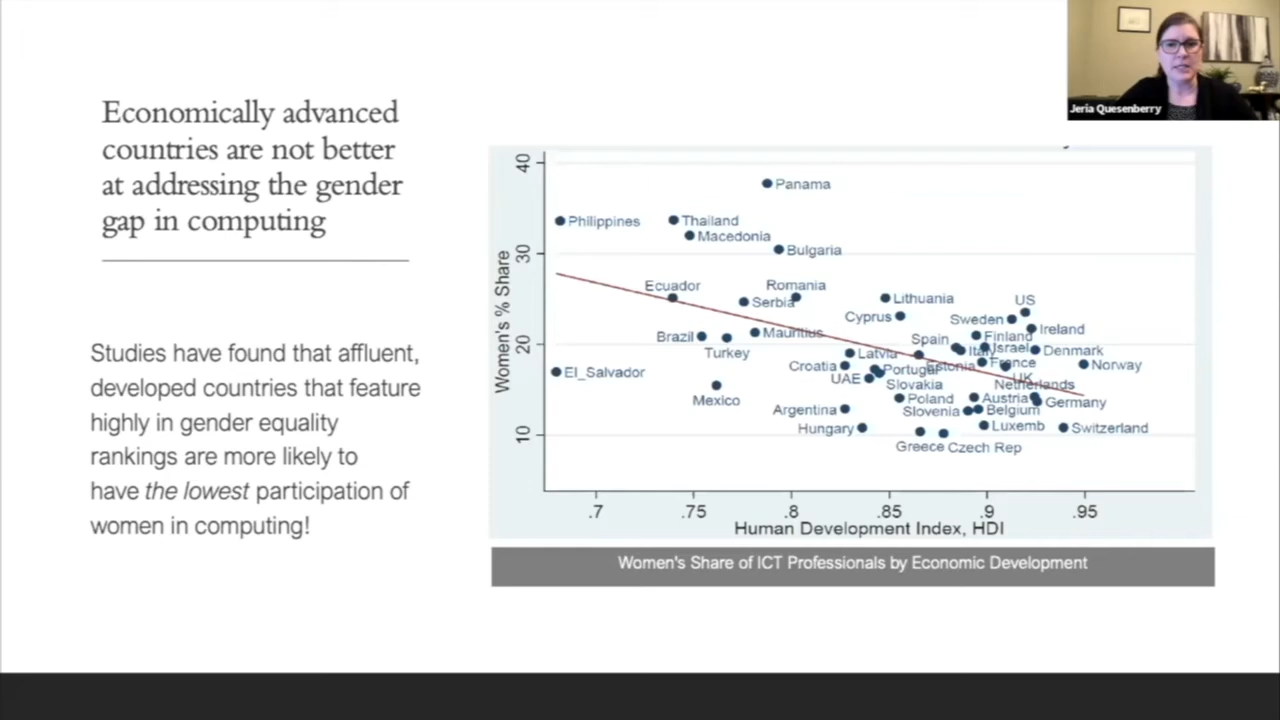 Jeria Quesenberry
Economically advanced
countries are not better
at addressing the gender
gap in computing
Studies have found that affluent,
developed countries that feature
highly in gender equality
rankings are more likely to
have the lowest participation of
women in computing!
Women's % Share
40
30
20
10
Panama
Philippines
Thailand
Macedonia
Bulgaria
Ecuador
Romania
Serbia
Lithuania
US
Cyprus
Sweden
Ireland
Brazil
Mauritius
Spain
Finland
Turkey
Latvia
Italy
Israel
Denmark
El_Salvador
Croatia
Portugal
Estonia
France
Norway
UAE
Slovakia
UK
Netherlands
Mexico
Poland
Austria
Germany
Argentina
Slovenia
Belgium
Hungary
Luxemb
Switzerland
Greece
Czech Rep
.7
.75
.8
.85
.9
.95
Human Development Index, HDI
Women's Share of ICT Professionals by Economic Development